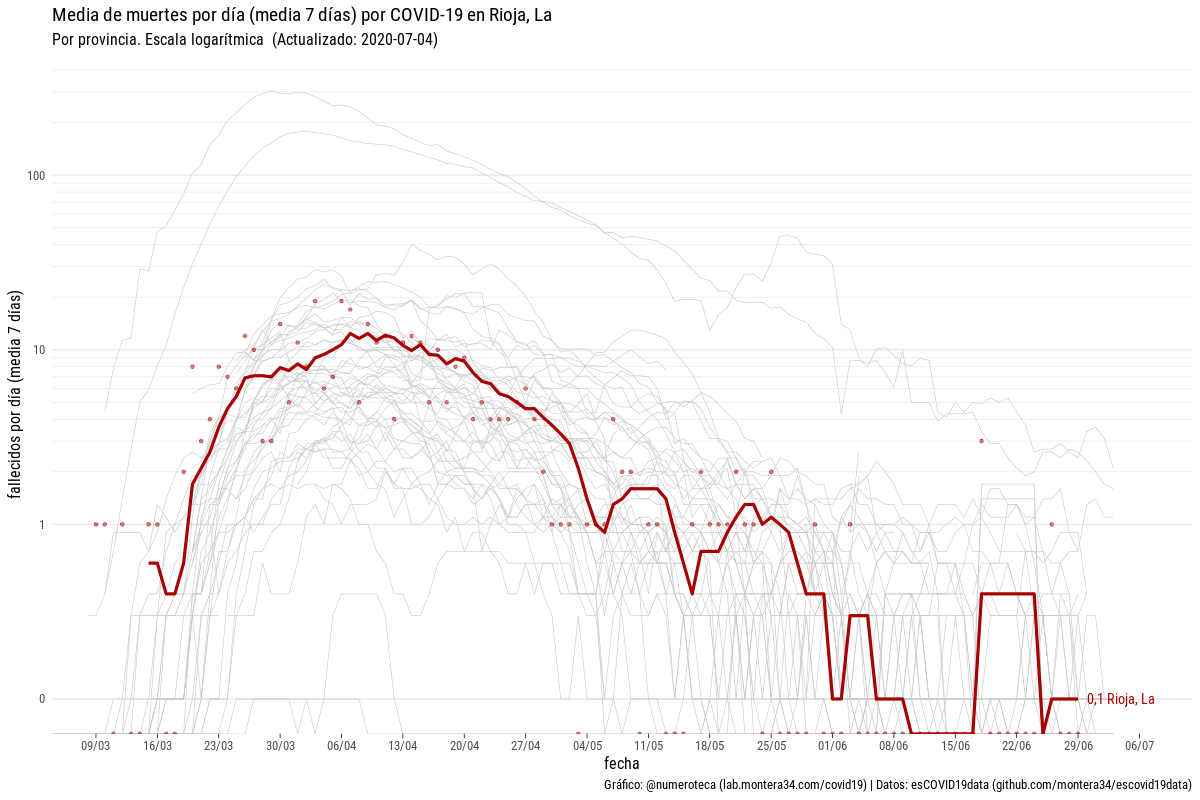 Media de muertes por día (media 7 días) por COVID-19 en Rioja, La
Por provincia. Escala logarítmica  (Actualizado: 2020-07-04)
fallecidos por día (media  7 días)
100
10
1
0
0,1 Rioja, La
09/03 16/03 23/03 30/03 06/04 13/04 20/04 27/04 04/05 11/05 18/05 25/05 01/06 08/06 15/06 22/06 29/06 06/07
fecha
Gráfico: @numeroteca (lab.montera34.com/covid19) | Datos: esCOVID19data (github.com/montera34/escovid19data)